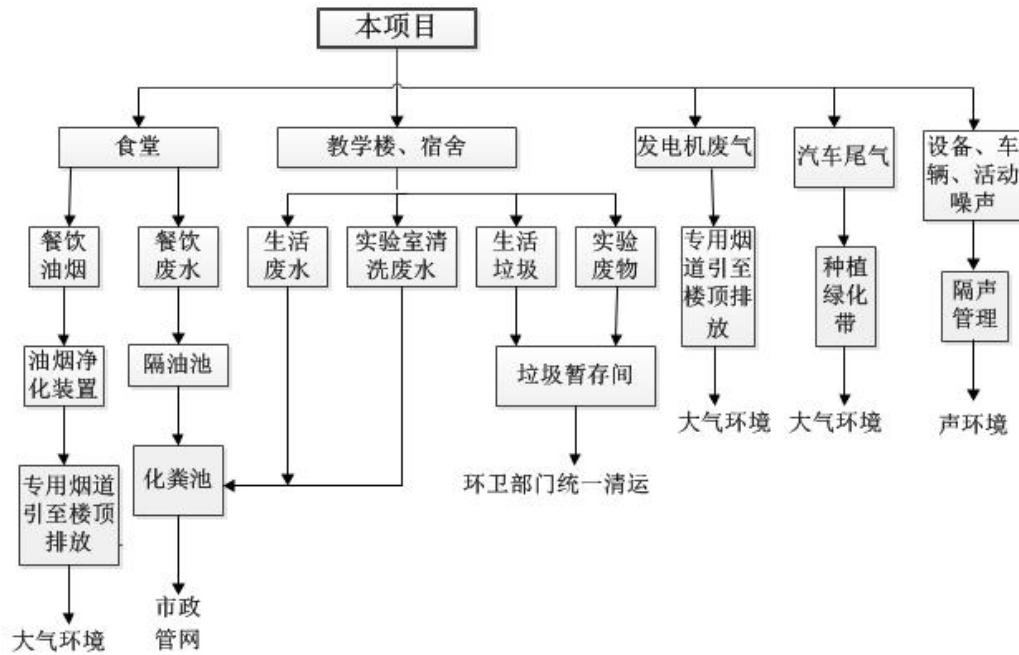 本项目
食堂
教学楼、宿舍
发电机废气
汽车尾气
设备、车
辆、活动
噪声
餐饮
油烟
餐饮
废水
生活
废水
实验室清
洗废水
生活
垃圾
实验
废物
专用烟
道引至
楼顶排
放
种植
绿化
带
隔声
管理
油烟净
化装置
隔油池
垃圾暂存间
大气环境
大气环境
声环境
专用烟道
引至楼顶
排放
化粪池
环卫部门统一清运
大气环境
市政
管网